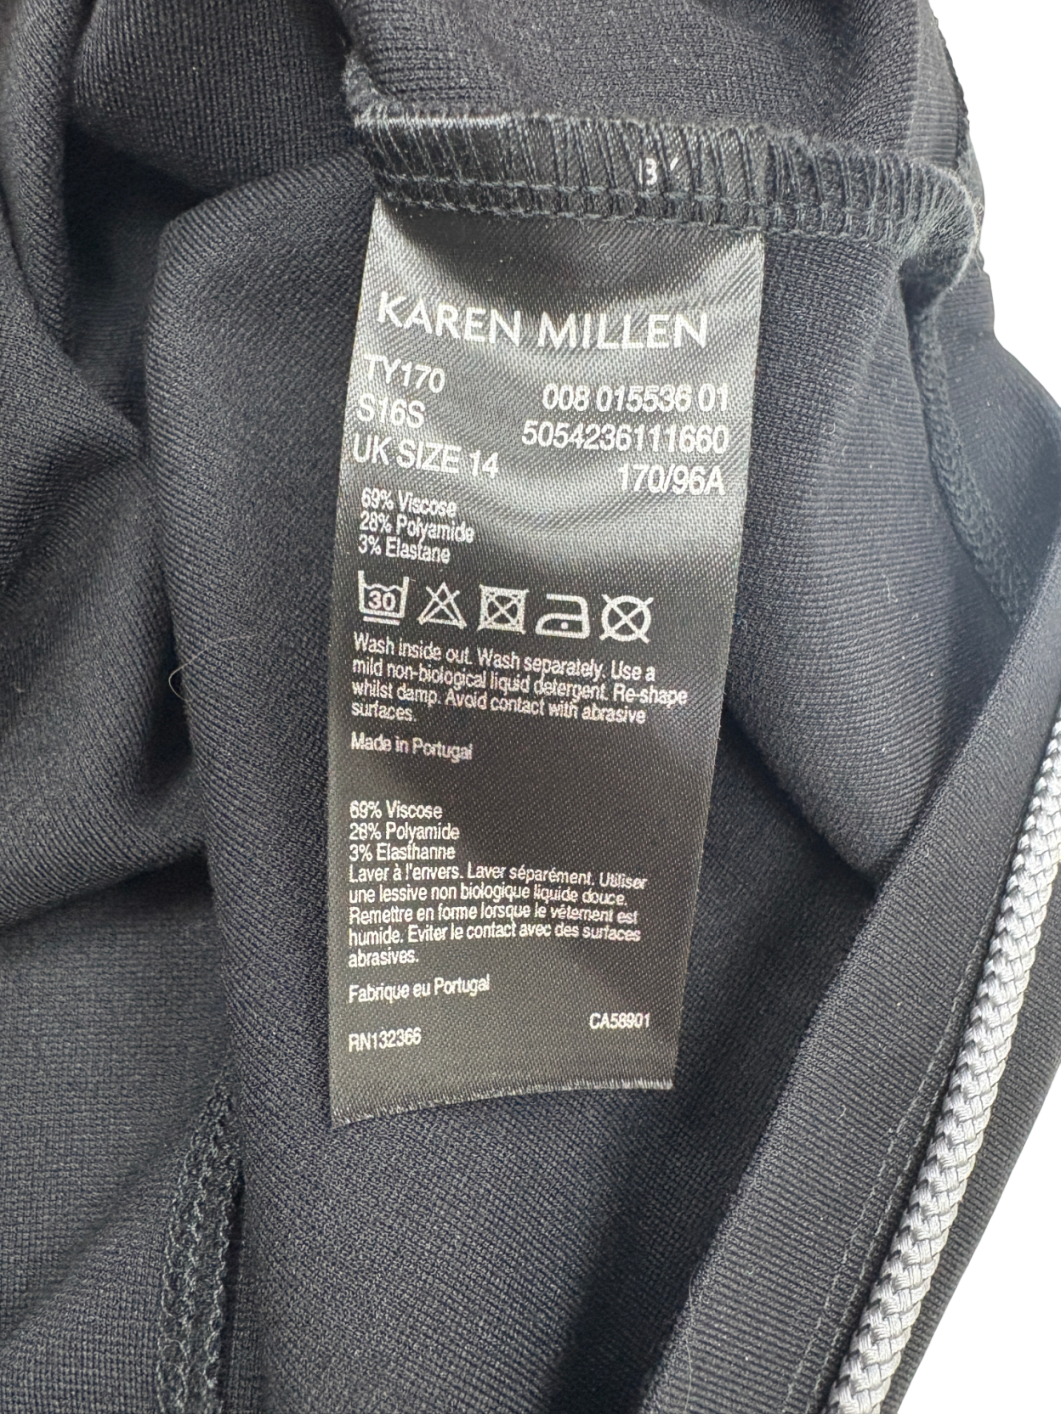 KAREN MILLEN
TY170 008 015536 01
S16S 5054236111660
UK SIZE 14 170/96A
69% Viscose
28% Polyamide
3% Elastane
30
Wash inside out. Wash separately. Use a
mild non-biological liquid detergent. Re-shape
whilst damp. Avoid contact with abrasive
surfaces.
Made in Portugal
69% Viscose
28% Polyamide
3% Elasthanne
Laver à l'envers. Laver séparément. Utiliser
une lessive non biologique liquide douce.
Remettre en forme lorsque le vêtement est
humide. Eviter le contact avec des surfaces
abrasives.
Fabrique eu Portugal
RN132366 CA58901